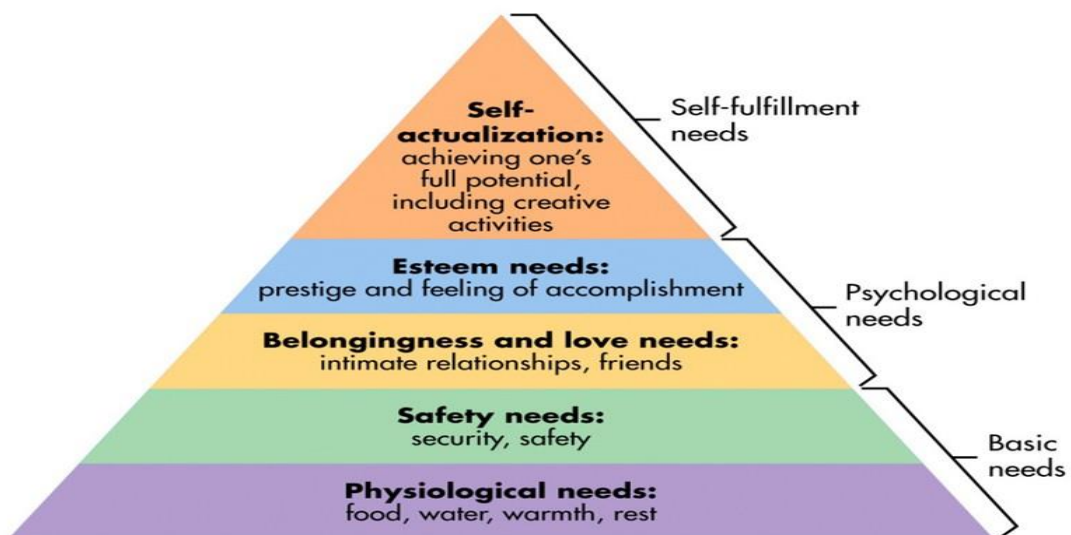 Self-
actualization:
achieving one's
full potential,
including creative
activities
Esteem needs:
prestige and feeling of accomplishment
Belongingness and love needs:
intimate relationships, friends
Safety needs:
security, safety
Physiological needs:
food, water, warmth, rest
Self-fulfillment
needs
Psychological
needs
Basic
needs